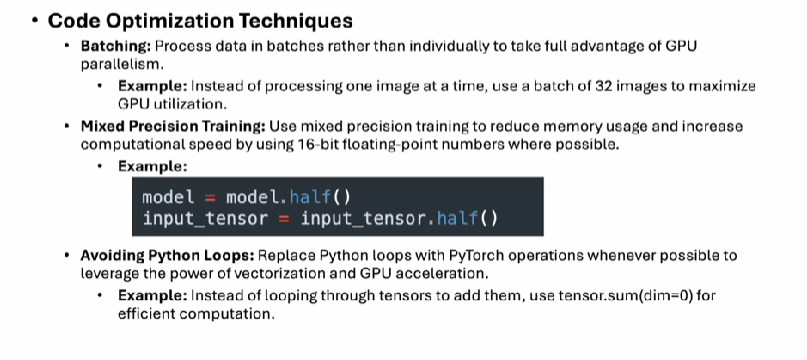 • Code Optimization Techniques
• Batching: Process data in batches rather than individually to take full advantage of GPU
parallelism.
• Example: Instead of processing one image at a time, use a batch of 32 images to maximize
GPU utilization.
• Mixed Precision Training: Use mixed precision training to reduce memory usage and increase
computational speed by using 16-bit floating-point numbers where possible.
• Example:
model = model.half()
input_tensor = input_tensor.half()
• Avoiding Python Loops: Replace Python loops with PyTorch operations whenever possible to
leverage the power of vectorization and GPU acceleration.
• Example: Instead of looping through tensors to add them, use tensor.sum(dim=0) for
efficient computation.